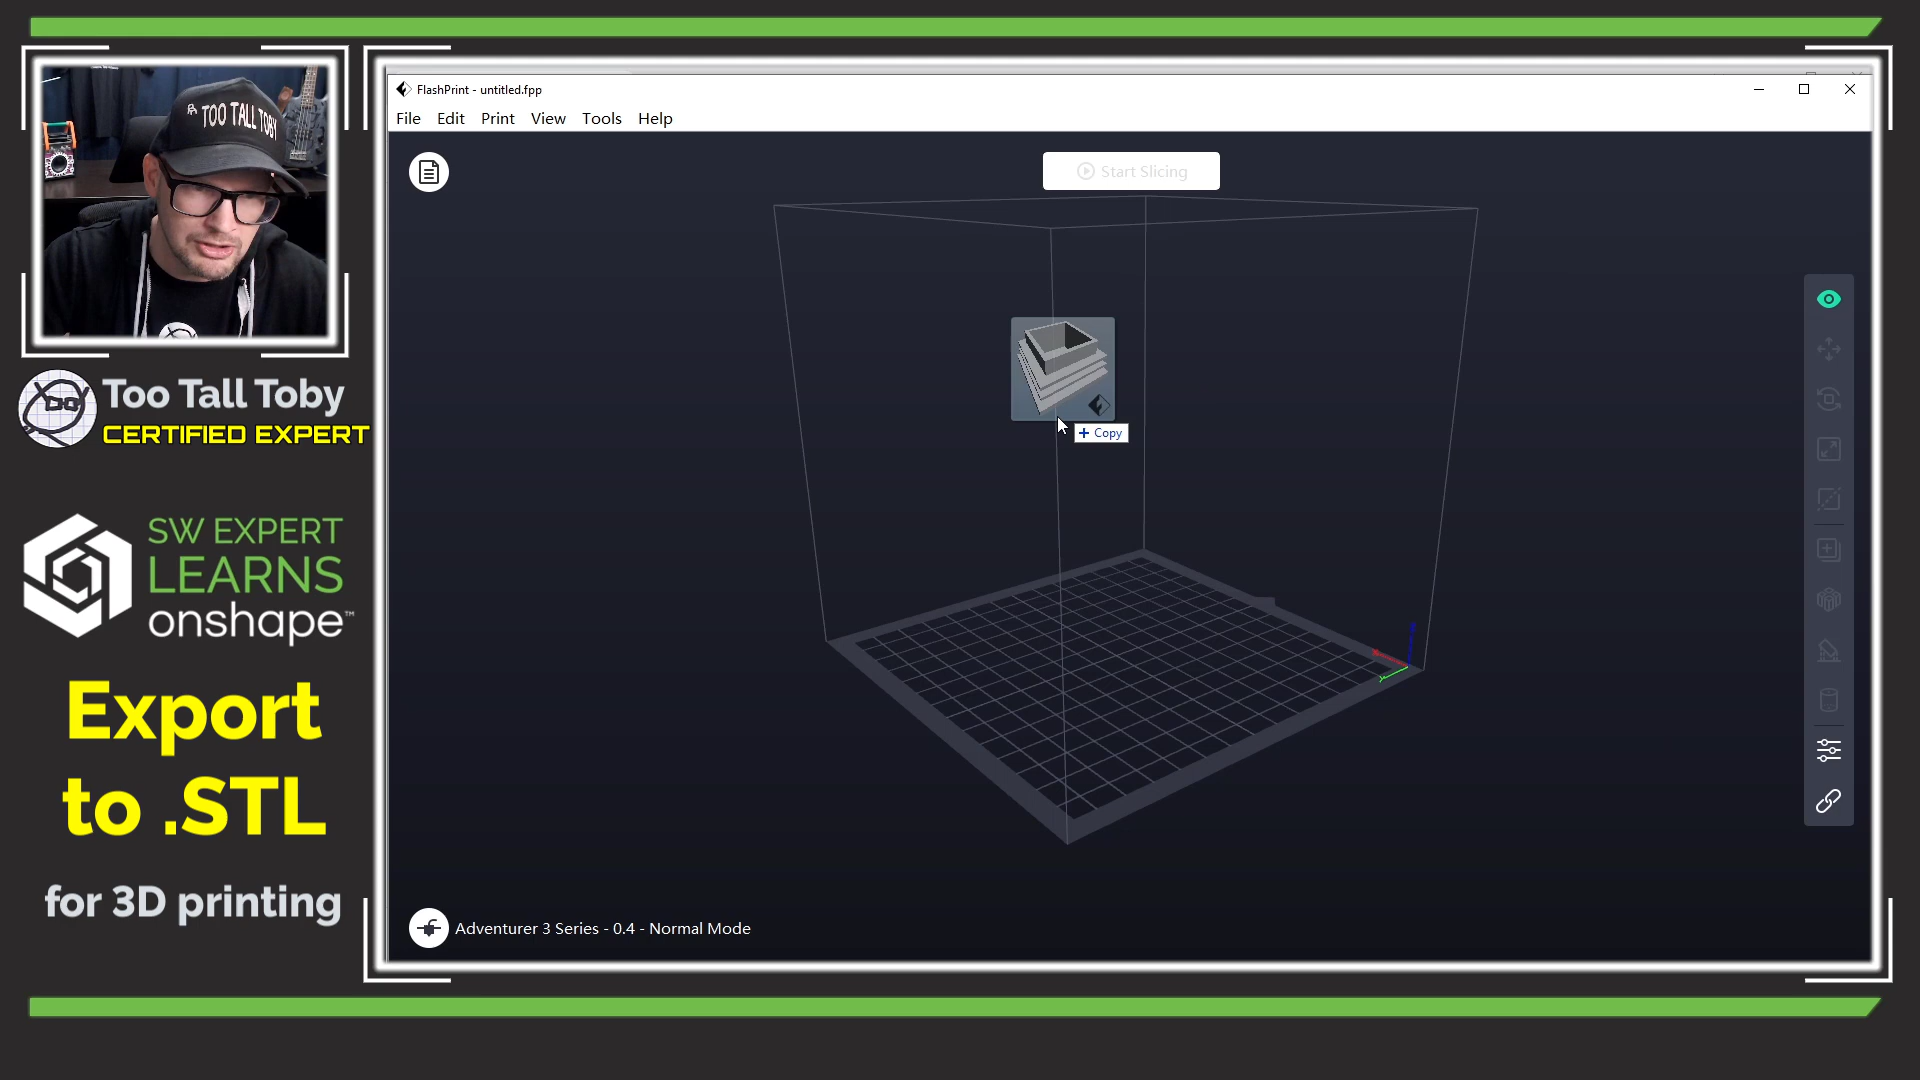 TOO TALL TOBY
Too Tall Toby
CERTIFIED EXPERT
SW EXPERT
LEARNS
onshape™
Export
to .STL
for 3D printing
FlashPrint - untitled.fpp
File Edit Print View Tools Help
Start Slicing
+ Copy
Adventurer 3 Series - 0.4 - Normal Mode